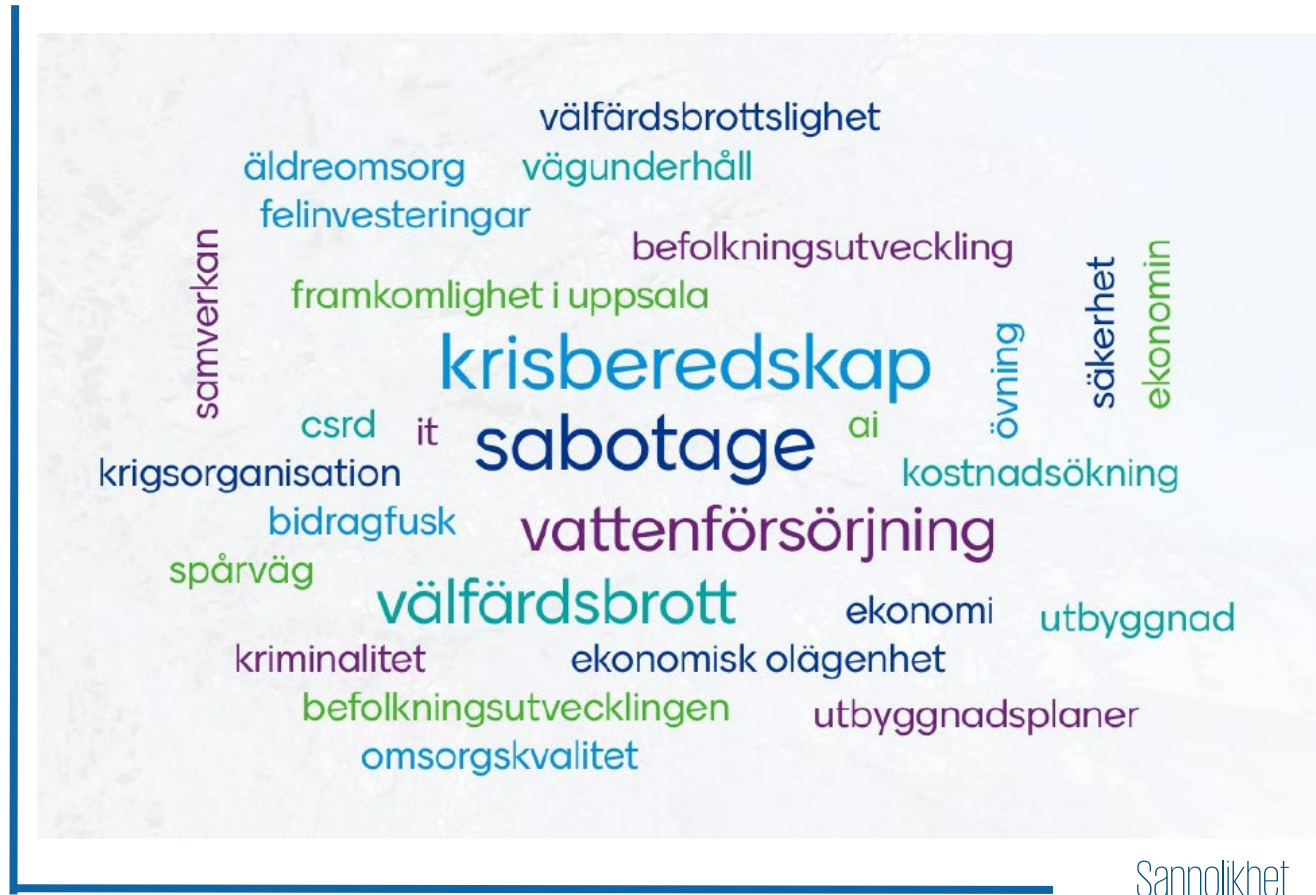 välfärdsbrottslighet
äldreomsorg vägunderhåll
felinvesteringar
befolkningsutveckling
samverkan
framkomlighet i uppsala
säkerhet
ekonomin
krisberedskap
övning
csrd it sabotage ai
krigsorganisation kostnadsökning
bidragfusk vattenförsörjning
spårväg
välfärdsbrott ekonomi utbyggnad
kriminalitet ekonomisk olägenhet
befolkningsutvecklingen utbyggnadsplaner
omsorgskvalitet
Sannolikhet